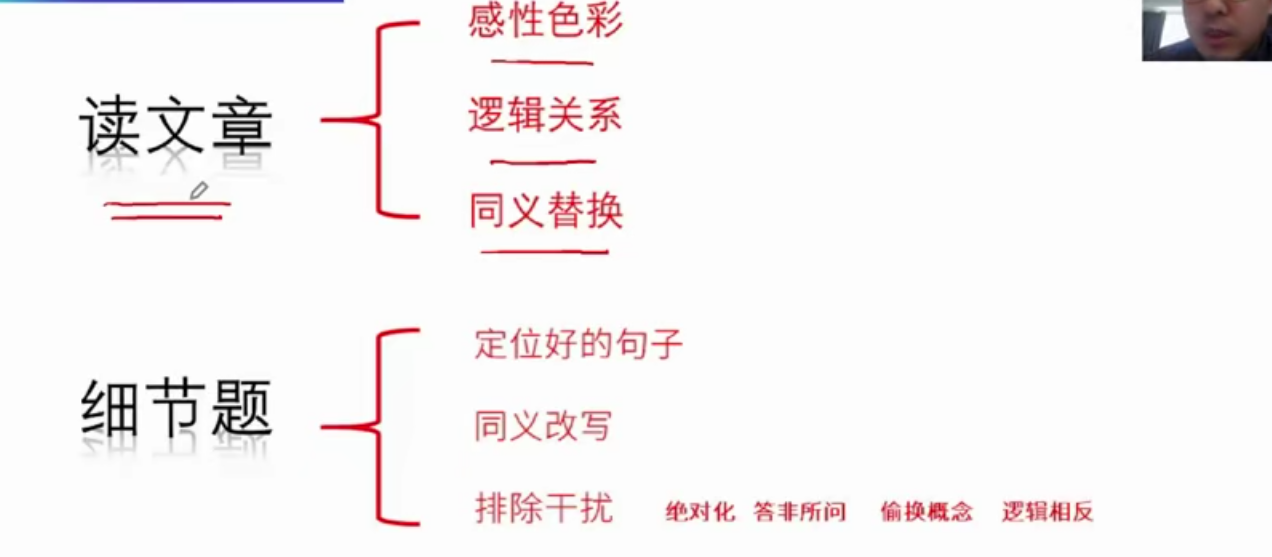 感性色彩
读文章
逻辑关系
同义替换
定位好的句子
细节题
同义改写
排除干扰 绝对化 答非所问 偷换概念 逻辑相反